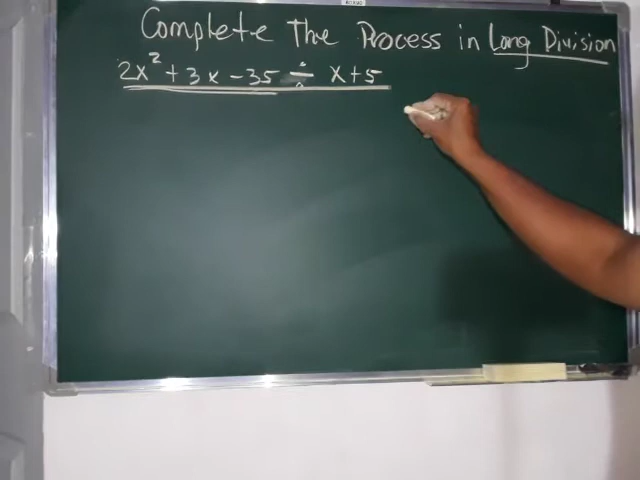 Complete The Process in Long Division
2x² + 3x - 35 ÷ x + 5